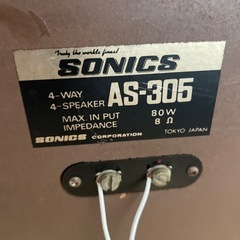 Truly the worlds finest
SONICS
4-WAY
4-SPEAKER AS-305
MAX. IN PUT 80W
IMPEDANCE 8 Ω
SONICS CORPORATION TOKYO JAPAN